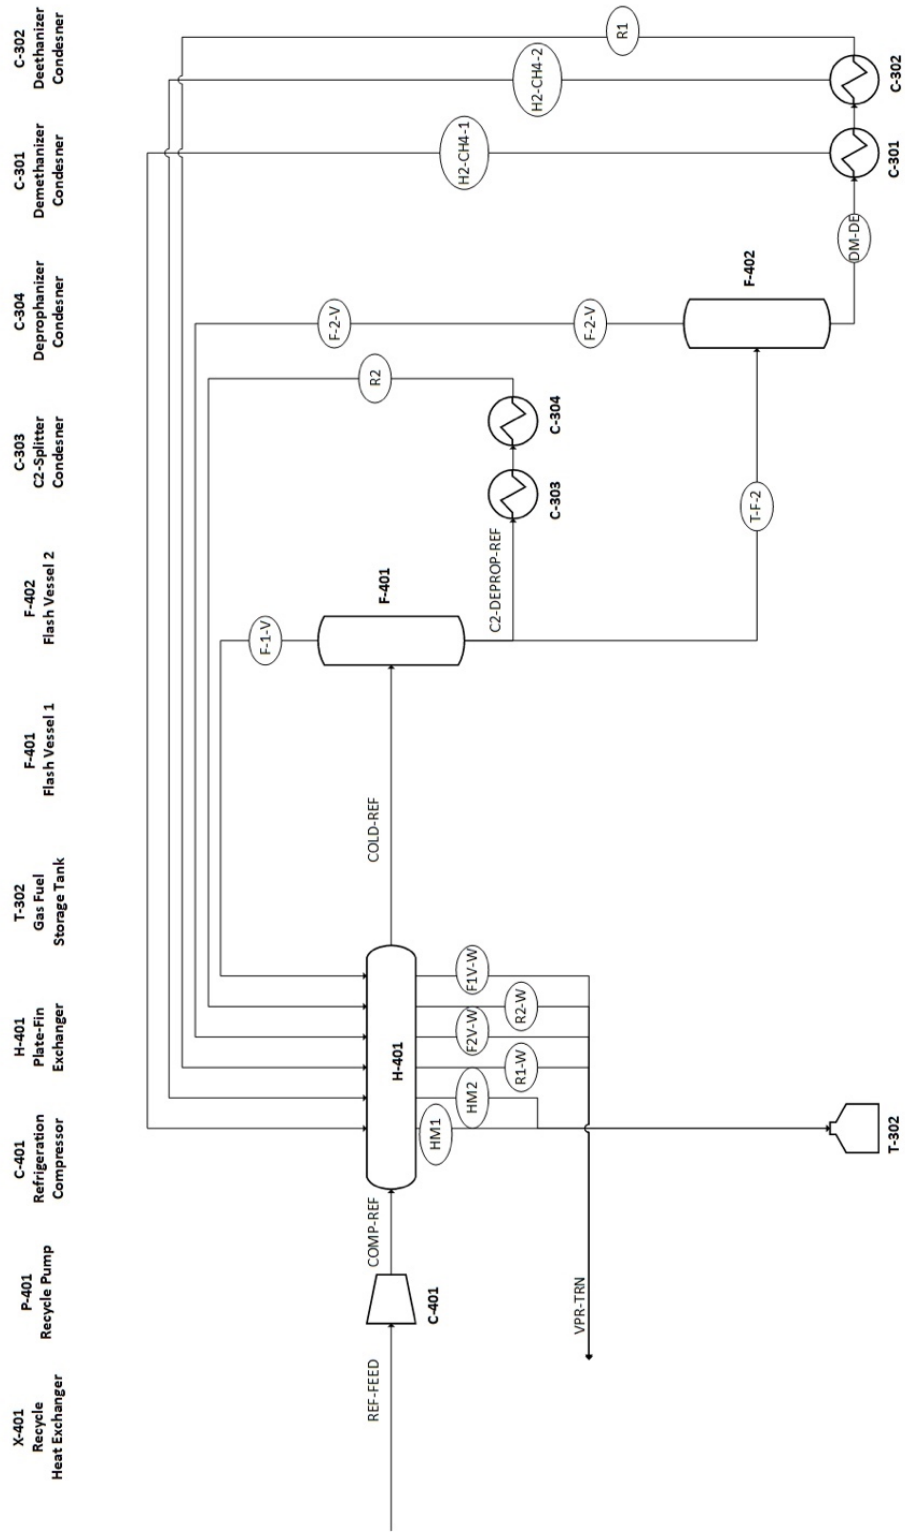 X-401
Recycle
Heat Exchanger
P-401
Recycle Pump
C-401
Refrigeration
Compressor
H-401
Plate-Fin
Exchanger
T-302
Gas Fuel
Storage Tank
F-401
Flash Vessel 1
F-402
Flash Vessel 2
C-303
C2-Splitter
Condesner
C-304
Deprophanizer
Condesner
C-301
Demethanizer
Condesner
C-302
Deethanizer
Condesner
R1
H2-CH4-2
H2-CH4-1
F-2-V
F-2-V
R2
F-1-V
REF-FEED
C-401
COMP-REF
H-401
COLD-REF
F-401
C2-DEPROP-REF
C-303
C-304
T-F-2
F-402
DM-DE
C-301
C-302
HM1
HM2
R1-W
F2V-W
R2-W
F1V-W
VPR-TRN
T-302